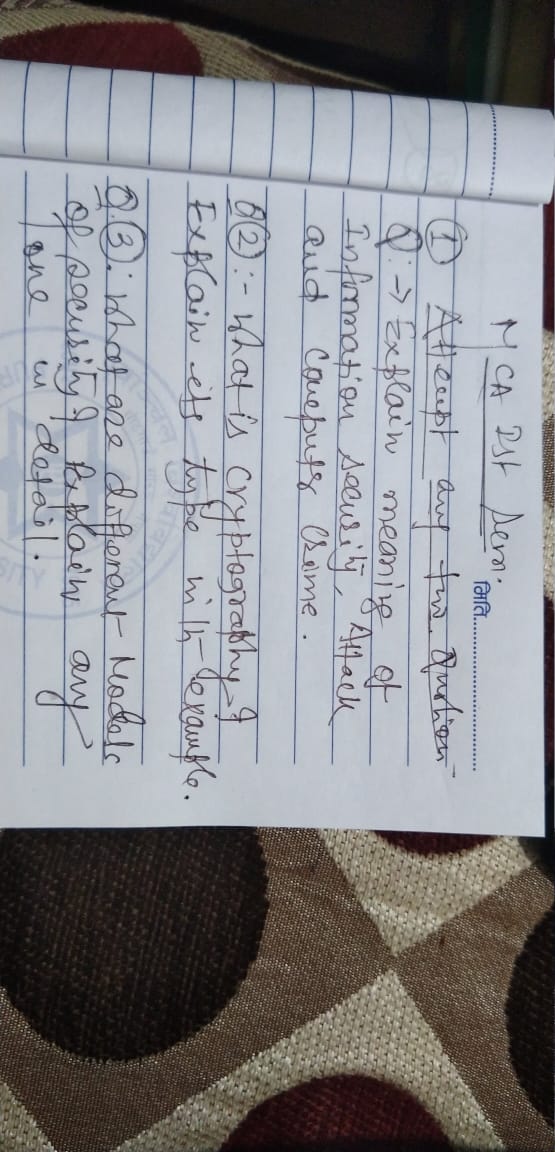 MCA Ist Sem.
मिति
① Attempt any two Question
Q:→ Explain meaning of
Information security, Attack
and Computer Crime.
Q②:- What is cryptography?
Explain its type with example.
Q.③: What are different Models
of security? Explain any
one in detail.